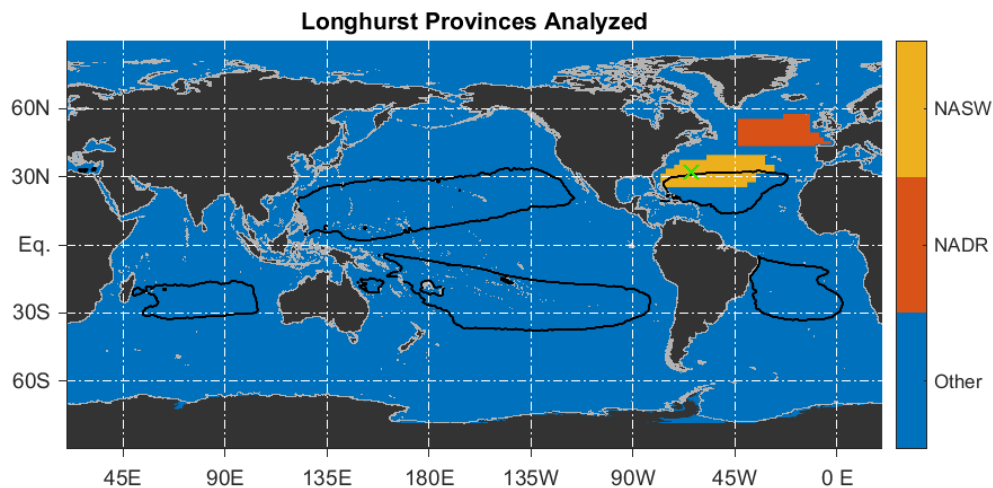 Longhurst Provinces Analyzed
60N
30N
Eq.
30S
60S
45E 90E 135E 180E 135W 90W 45W 0 E
NASW
NADR
Other